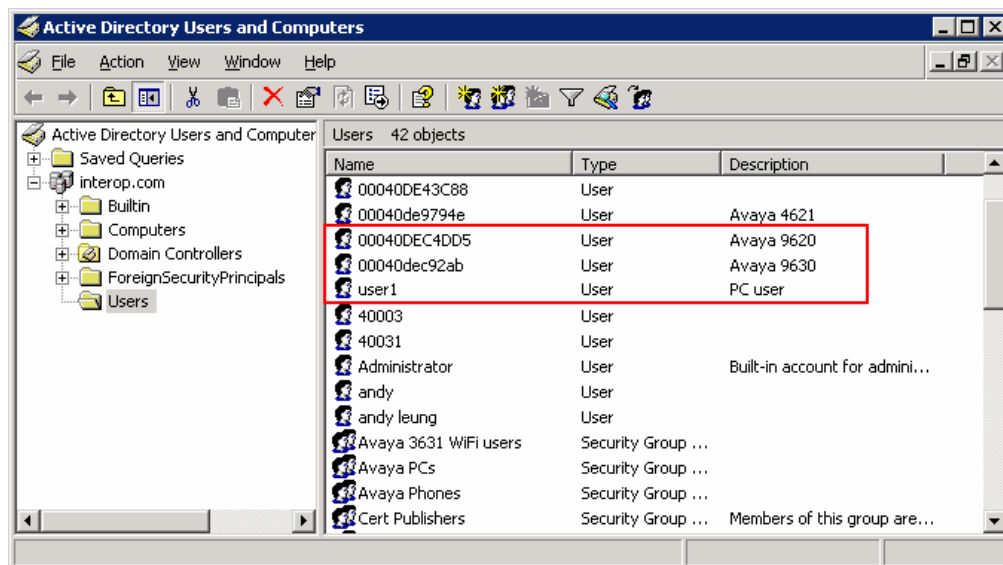 Active Directory Users and Computers
File Action View Window Help
Active Directory Users and Computer
Saved Queries
interop.com
Builtin
Computers
Domain Controllers
ForeignSecurityPrincipals
Users
Users 42 objects
Name Type Description
00040DE43C88 User
00040de9794e User Avaya 4621
00040DEC4DD5 User Avaya 9620
00040dec92ab User Avaya 9630
user1 User PC user
40003 User
40031 User
Administrator User Built-in account for admini...
andy User
andy leung User
Avaya 3631 WiFi users Security Group ...
Avaya PCs Security Group ...
Avaya Phones Security Group ...
Cert Publishers Security Group ... Members of this group are...